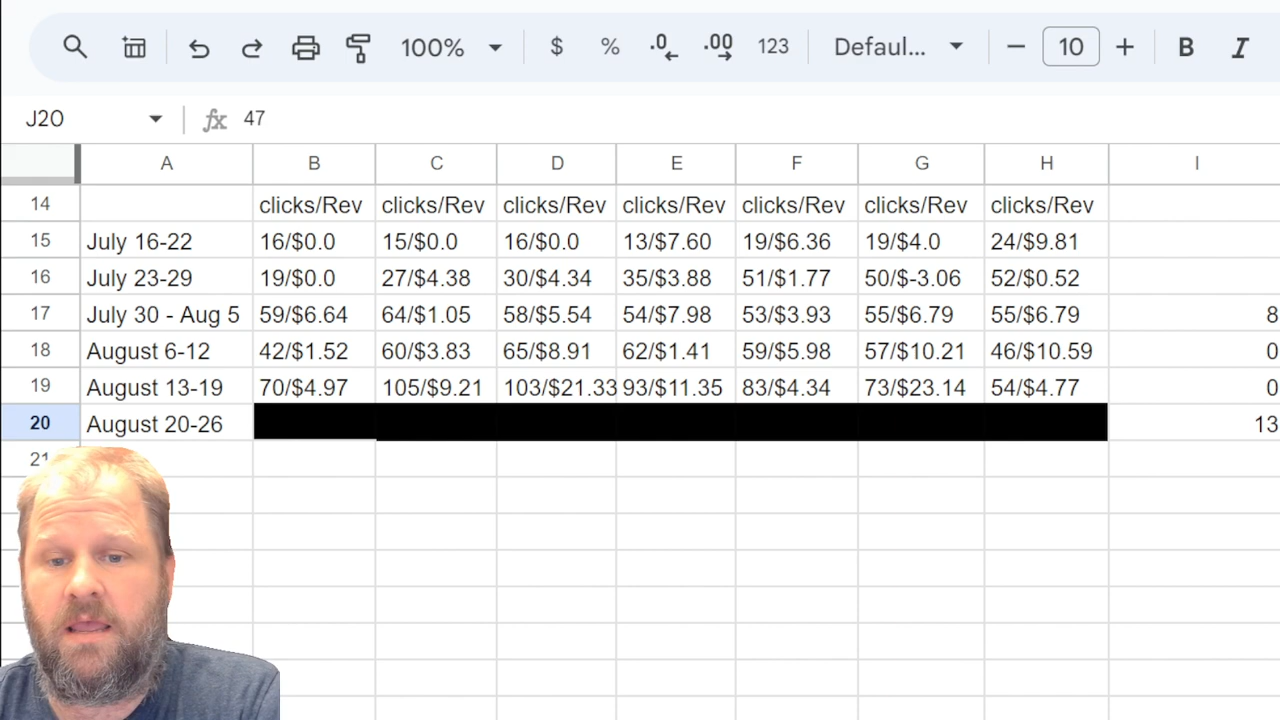 100% $ % .0 .00 123 Defaul... 10 B I
J20 fx 47
A B C D E F G H I
14 clicks/Rev clicks/Rev clicks/Rev clicks/Rev clicks/Rev clicks/Rev clicks/Rev
15 July 16-22 16/$0.0 15/$0.0 16/$0.0 13/$7.60 19/$6.36 19/$4.0 24/$9.81
16 July 23-29 19/$0.0 27/$4.38 30/$4.34 35/$3.88 51/$1.77 50/$-3.06 52/$0.52
17 July 30 - Aug 5 59/$6.64 64/$1.05 58/$5.54 54/$7.98 53/$3.93 55/$6.79 55/$6.79 8
18 August 6-12 42/$1.52 60/$3.83 65/$8.91 62/$1.41 59/$5.98 57/$10.21 46/$10.59 0
19 August 13-19 70/$4.97 105/$9.21 103/$21.33 93/$11.35 83/$4.34 73/$23.14 54/$4.77 0
20 August 20-26 13
21